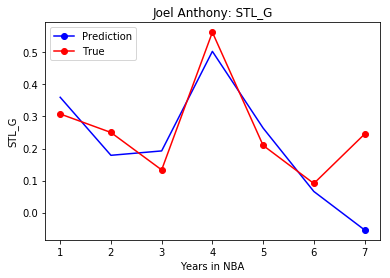 Joel Anthony: STL_G
Prediction
True
STL_G
0.5
0.4
0.3
0.2
0.1
0.0
1 2 3 4 5 6 7
Years in NBA